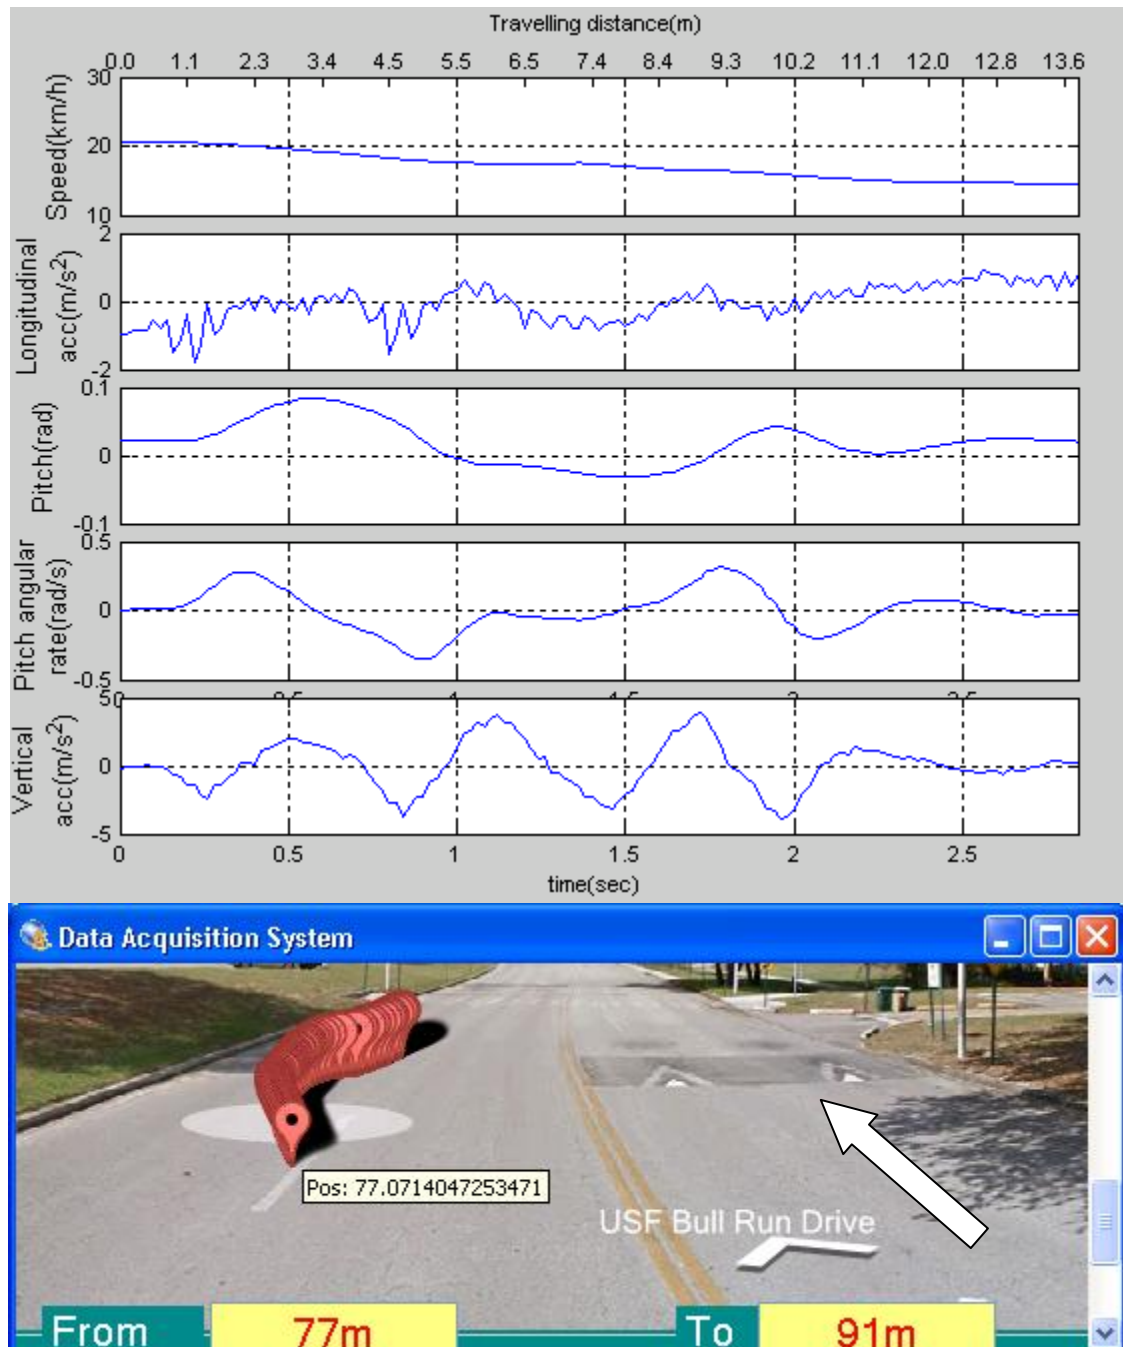 Travelling distance(m)
0.0 1.1 2.3 3.4 4.5 5.5 6.5 7.4 8.4 9.3 10.2 11.1 12.0 12.8 13.6
30
20
10
Speed(km/h)
2
0
-2
Longitudinal
acc(m/s²)
0.1
0
-0.1
Pitch(rad)
0.5
0
-0.5
Pitch angular
rate(rad/s)
50
0
-5
Vertical
acc(m/s²)
0 0.5 1 1.5 2 2.5
time(sec)
Data Acquisition System
Pos: 77.0714047253471
USF Bull Run Drive
From 77m To 91m